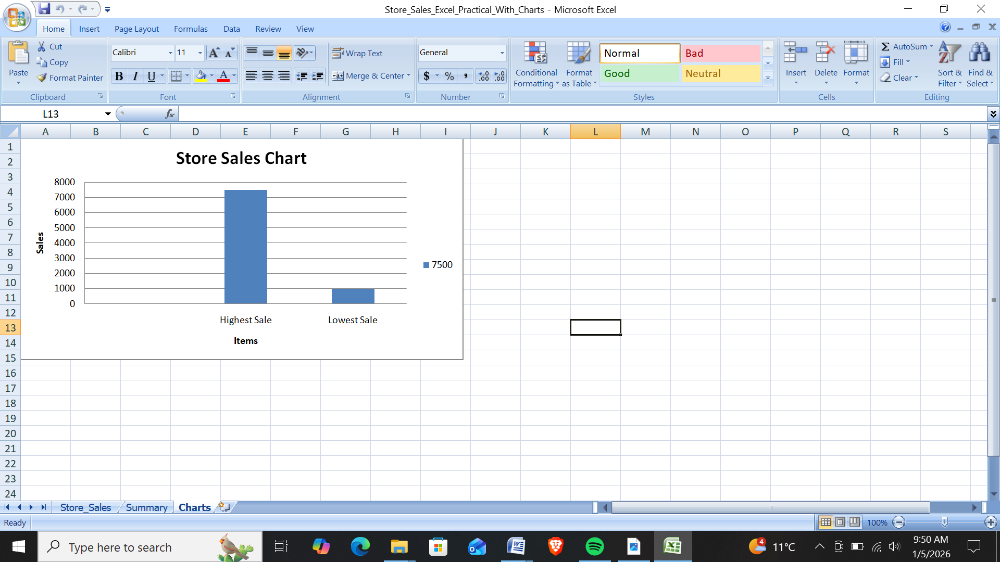 Store_Sales_Excel_Practical_With_Charts - Microsoft Excel
Home Insert Page Layout Formulas Data Review View
Paste
Cut
Copy
Format Painter
Clipboard
Calibri 11
B I U A
Font
Wrap Text
Merge & Center
Alignment
General
$ % ,
Number
Conditional Formatting
Format as Table
Normal Bad
Good Neutral
Styles
Insert Delete Format
Cells
Σ AutoSum
Fill
Clear
Sort & Filter
Find & Select
Editing
L13 fx
A B C D E F G H I J K L M N O P Q R S
1
2
3
4
5
6
7
8
9
10
11
12
13
14
15
16
17
18
19
20
21
22
23
24
Store Sales Chart
8000
7000
6000
5000
4000
3000
2000
1000
0
Sales
7500
Highest Sale Lowest Sale
Items
Store_Sales Summary Charts
Ready 100%
Type here to search
4 11°C
9:50 AM
1/5/2026